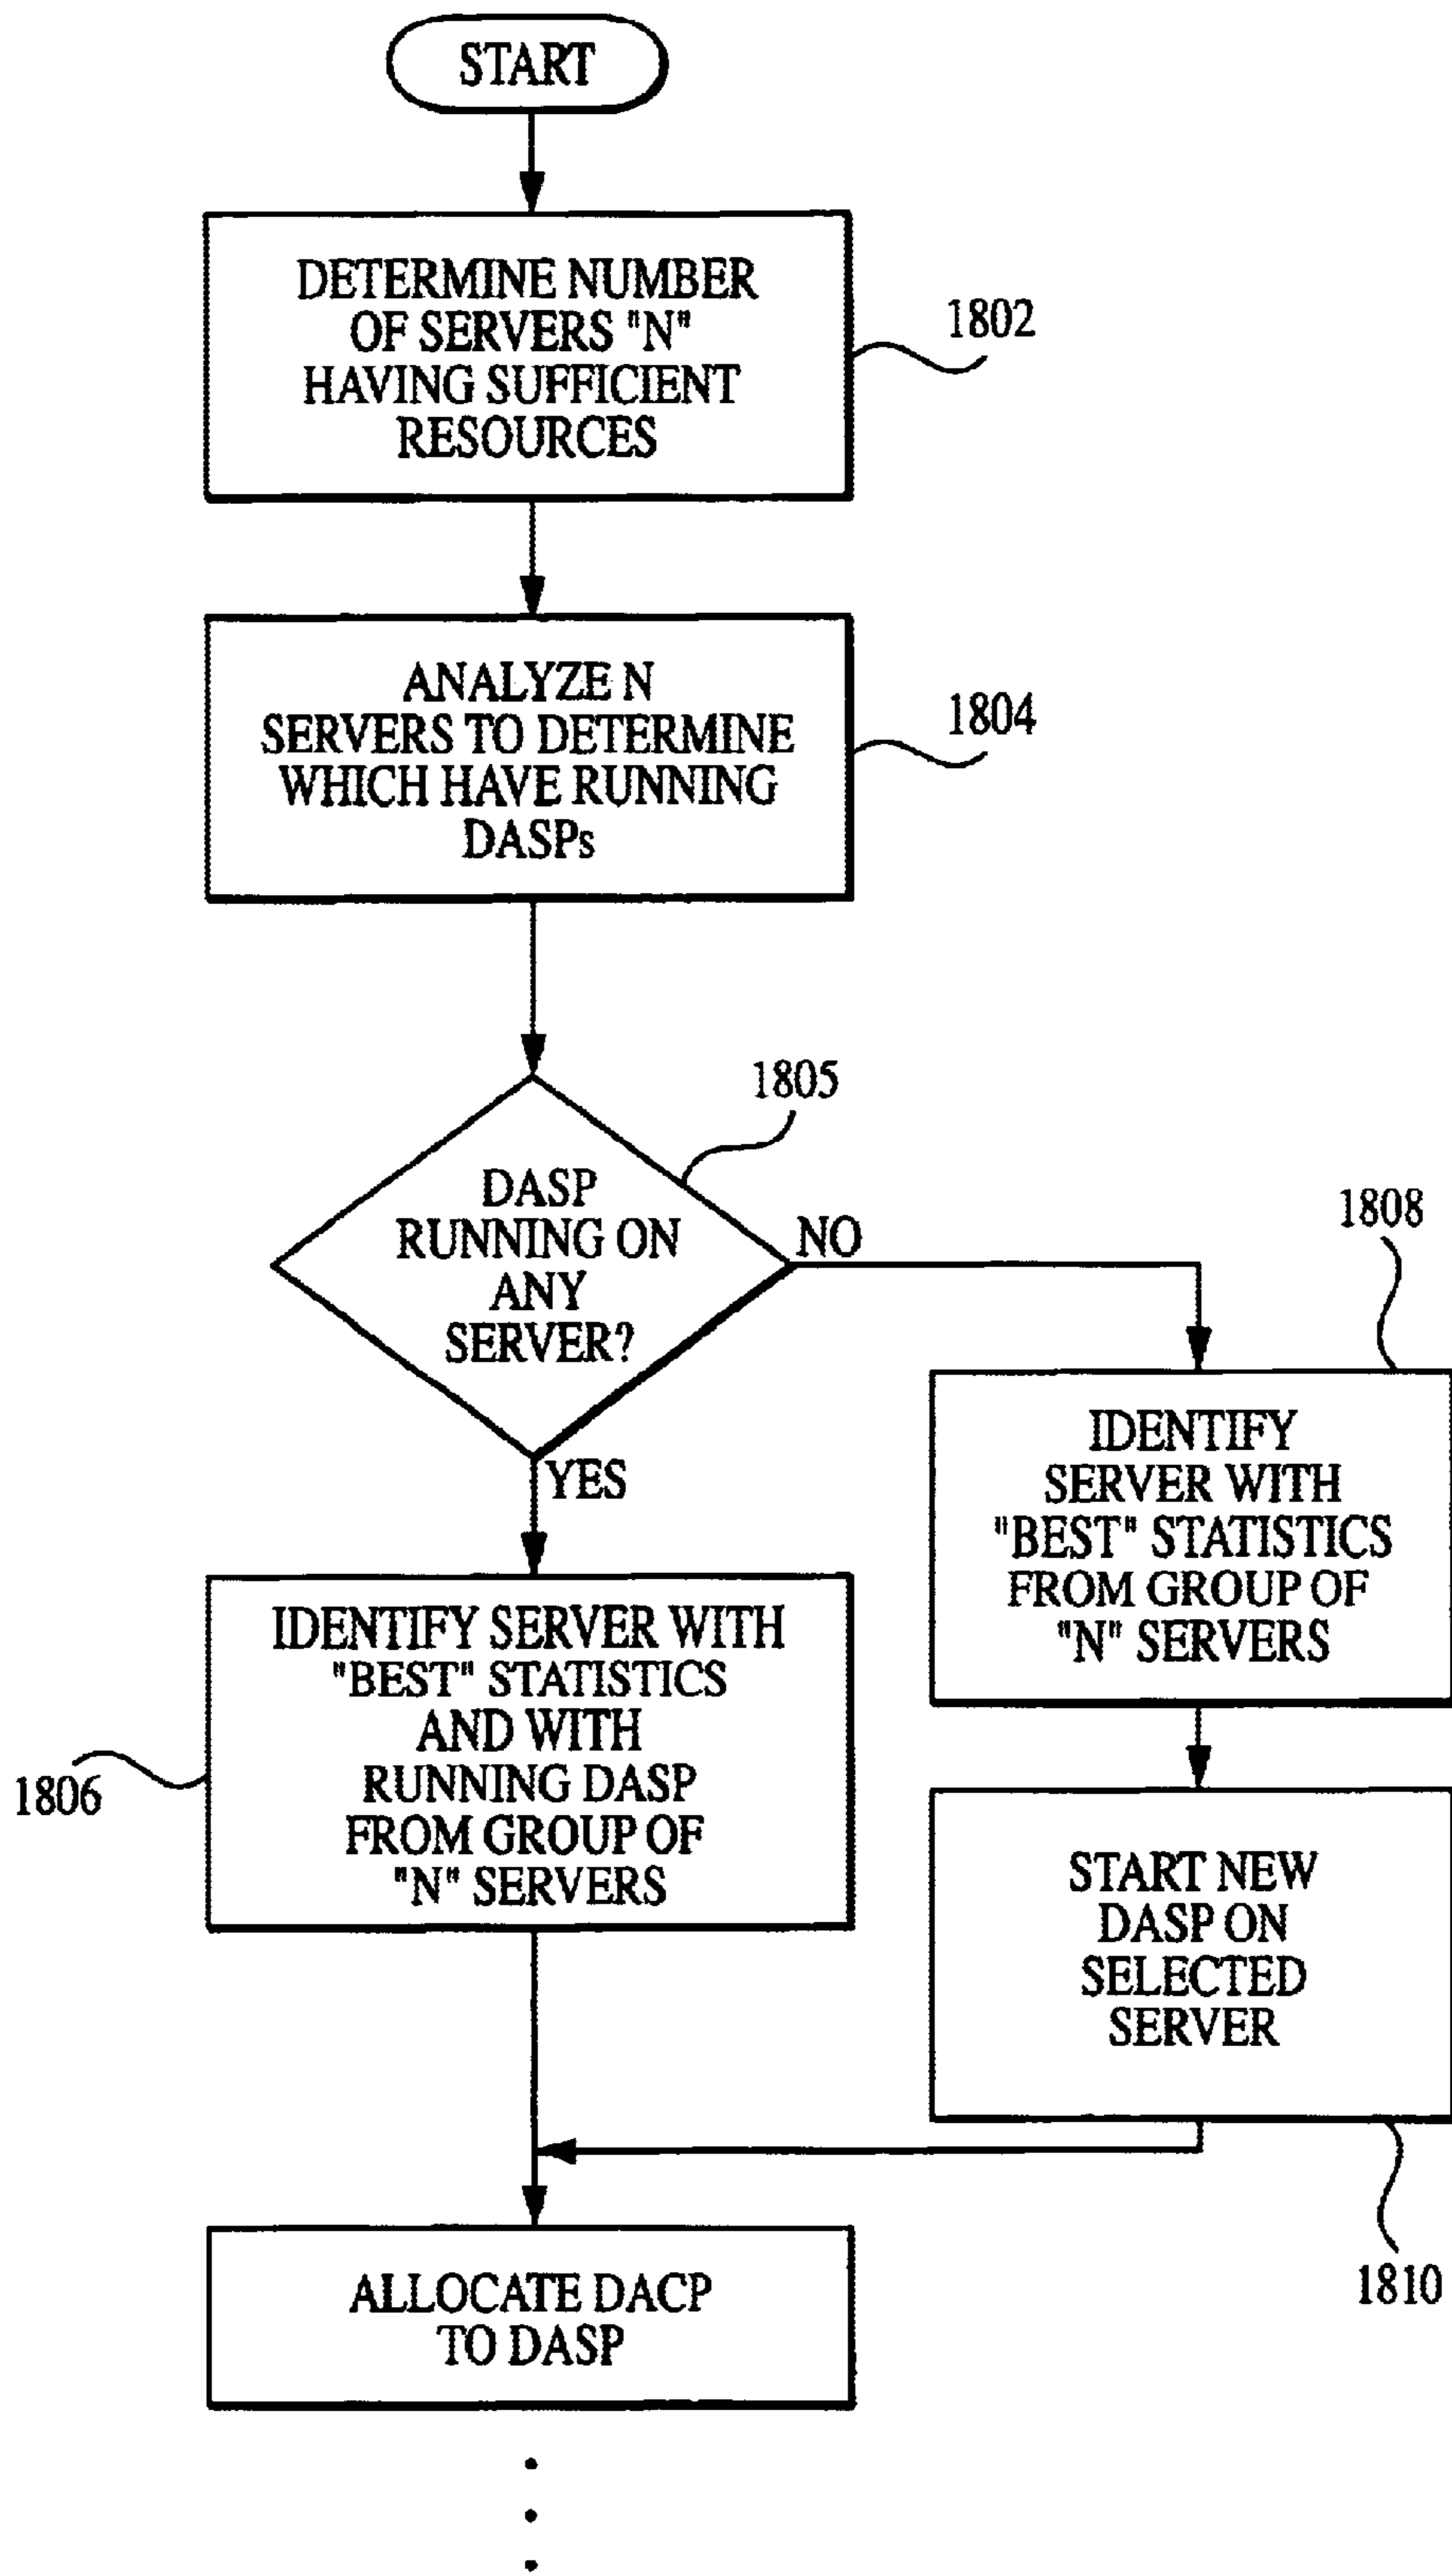 START
DETERMINE NUMBER
OF SERVERS "N"
HAVING SUFFICIENT
RESOURCES
1802
ANALYZE N
SERVERS TO DETERMINE
WHICH HAVE RUNNING
DASPs
1804
1805
DASP
RUNNING ON
ANY
SERVER?
NO
YES
1808
IDENTIFY
SERVER WITH
"BEST" STATISTICS
FROM GROUP OF
"N" SERVERS
IDENTIFY SERVER WITH
"BEST" STATISTICS
AND WITH
RUNNING DASP
FROM GROUP OF
"N" SERVERS
1806
START NEW
DASP ON
SELECTED
SERVER
1810
ALLOCATE DACP
TO DASP